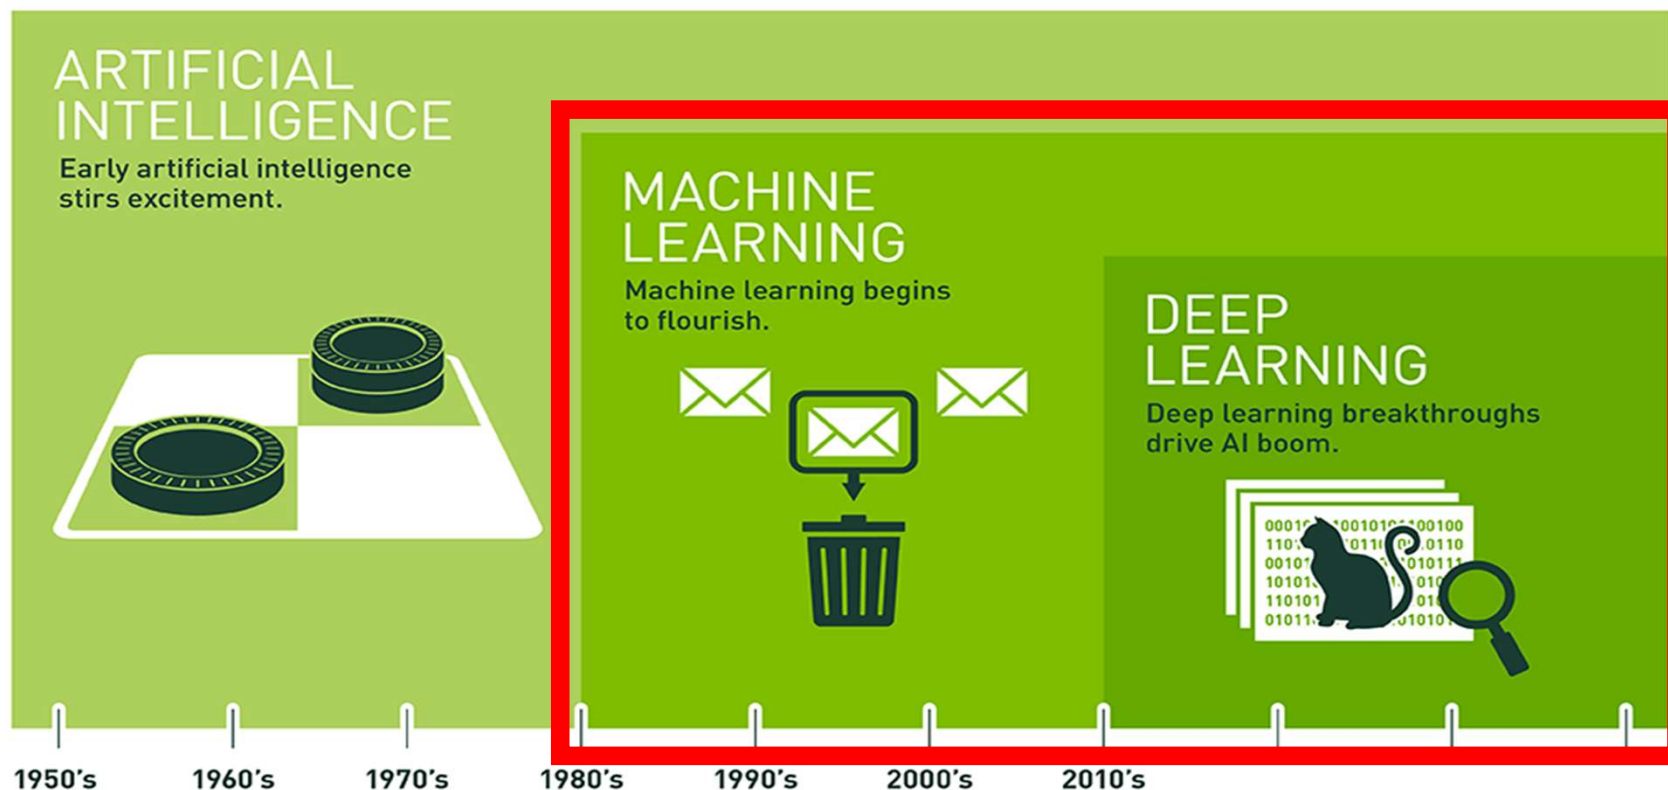 ARTIFICIAL
INTELLIGENCE
Early artificial intelligence
stirs excitement.
MACHINE
LEARNING
Machine learning begins
to flourish.
DEEP
LEARNING
Deep learning breakthroughs
drive AI boom.
1950's 1960's 1970's 1980's 1990's 2000's 2010's